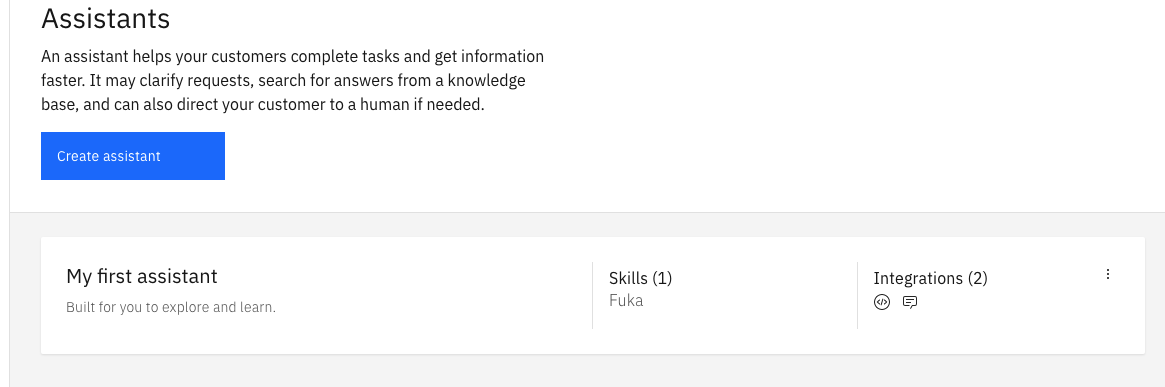 Assistants
An assistant helps your customers complete tasks and get information
faster. It may clarify requests, search for answers from a knowledge
base, and can also direct your customer to a human if needed.
Create assistant
My first assistant
Built for you to explore and learn.
Skills (1)
Fuka
Integrations (2)